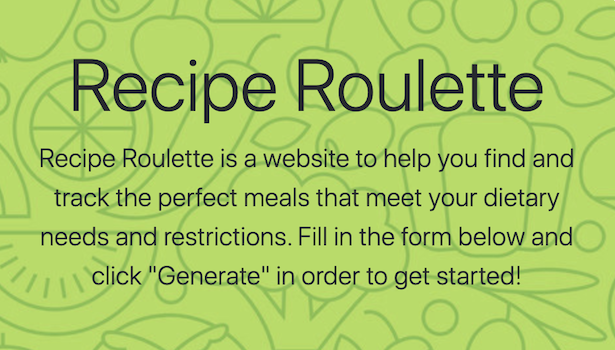 Recipe Roulette
Recipe Roulette is a website to help you find and
track the perfect meals that meet your dietary
needs and restrictions. Fill in the form below and
click "Generate" in order to get started!